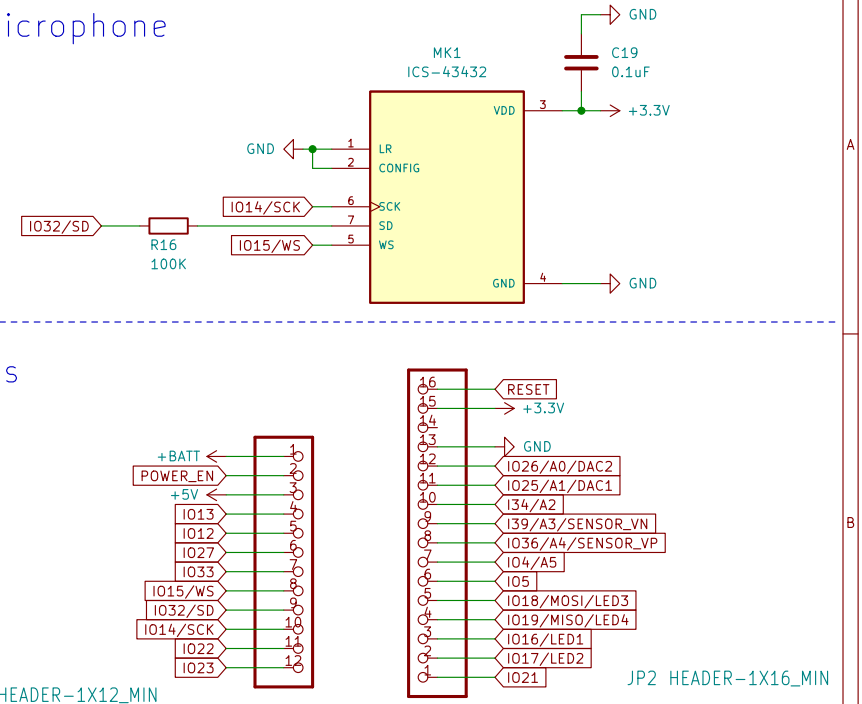 icrophone
GND
C19
0.1uF
MK1
ICS-43432
VDD 3 +3.3V
A
GND 1 LR
2 CONFIG
IO14/SCK 6 SCK
IO32/SD 7 SD
R16
100K
IO15/WS 5 WS
GND 4 GND
s
+BATT 1
POWER_EN 2
+5V 3
IO13 4
IO12 5
IO27 6
IO33 7
IO15/WS 8
IO32/SD 9
IO14/SCK 10
IO22 11
IO23 12
HEADER-1X12_MIN
16 RESET
15 +3.3V
14
13 GND
12 IO26/A0/DAC2
11 IO25/A1/DAC1
10 I34/A2
9 I39/A3/SENSOR_VN
8 IO36/A4/SENSOR_VP
7 IO4/A5
6 IO5
5 IO18/MOSI/LED3
4 IO19/MISO/LED4
3 IO16/LED1
2 IO17/LED2
1 IO21
JP2 HEADER-1X16_MIN
B